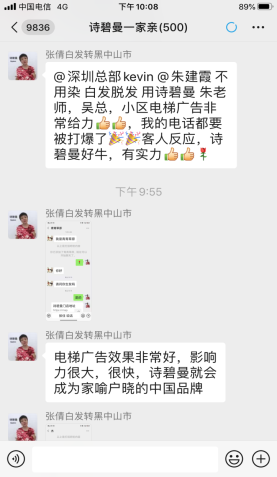 中国电信 4G
下午 10:08
9836
诗碧曼一家亲(500)
张倩白发转黑中山市
@深圳总部kevin @朱建霞 不
用染 白发脱发 用诗碧曼 朱老
师，吴总，小区电梯广告非
常给力👍👍，我的电话都要
被打爆了🎉🎉客人反应，诗
碧曼好牛，有实力👍👍🌹
下午 9:55
张倩白发转黑中山市
张倩白发转黑中山市
电梯广告效果非常好，影响
力很大，很快，诗碧曼就会
成为家喻户晓的中国品牌
张倩白发转黑中山市